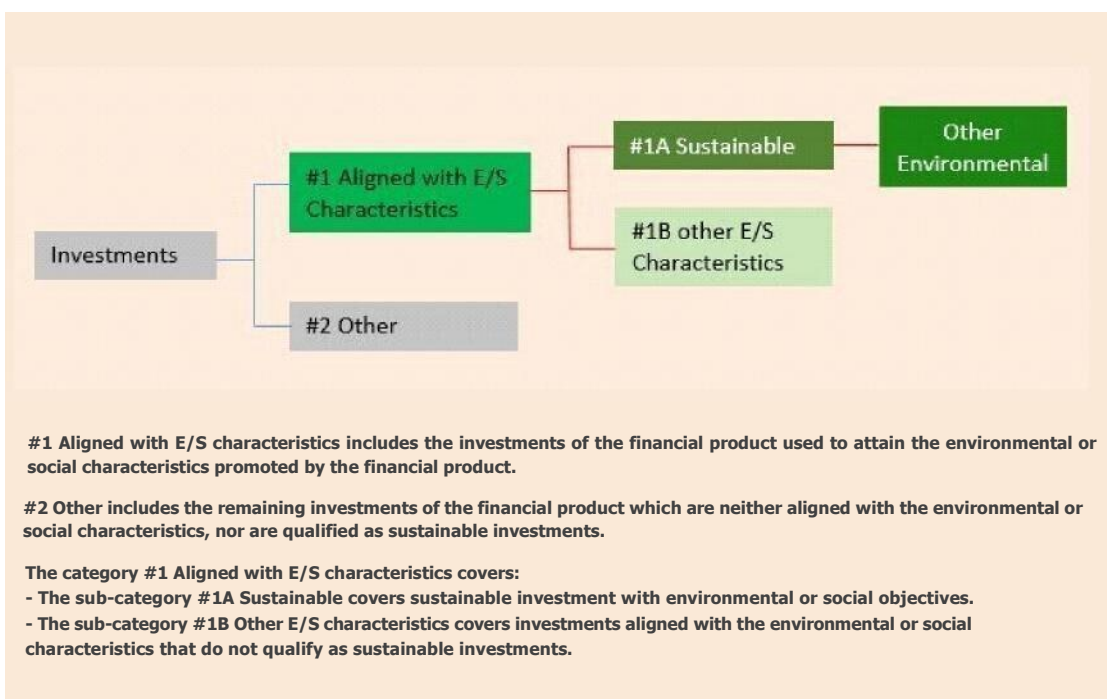 Other
Environmental
#1A Sustainable
#1 Aligned with E/S
Characteristics
#1B other E/S
Characteristics
Investments
#2 Other
#1 Aligned with E/S characteristics includes the investments of the financial product used to attain the environmental or
social characteristics promoted by the financial product.
#2 Other includes the remaining investments of the financial product which are neither aligned with the environmental or
social characteristics, nor are qualified as sustainable investments.
The category #1 Aligned with E/S characteristics covers:
- The sub-category #1A Sustainable covers sustainable investment with environmental or social objectives.
- The sub-category #1B Other E/S characteristics covers investments aligned with the environmental or social
characteristics that do not qualify as sustainable investments.